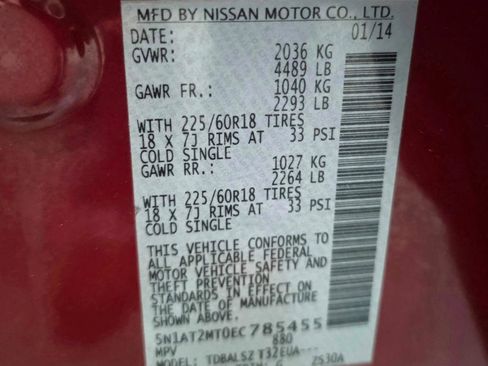 MFD BY NISSAN MOTOR CO., LTD.
DATE: 01/14
GVWR: 2036 KG
4489 LB
GAWR FR.: 1040 KG
2293 LB
WITH 225/60R18 TIRES
18 X 7J RIMS AT 33 PSI
COLD SINGLE
GAWR RR.: 1027 KG
2264 LB
WITH 225/60R18 TIRES
18 X 7J RIMS AT 33 PSI
COLD SINGLE
THIS VEHICLE CONFORMS TO
ALL APPLICABLE FEDERAL
MOTOR VEHICLE SAFETY AND
THEFT PREVENTION
STANDARDS IN EFFECT ON
THE DATE OF MANUFACTURE
SHOWN ABOVE.
5N1AT2MT0EC785455
MPV 880
TDBALSZ T32EUA---
2530A